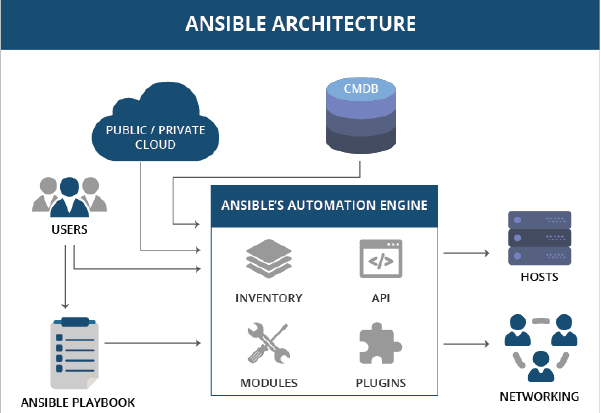 ANSIBLE ARCHITECTURE
CMDB
PUBLIC / PRIVATE
CLOUD
USERS
ANSIBLE'S AUTOMATION ENGINE
INVENTORY
API
HOSTS
MODULES
PLUGINS
ANSIBLE PLAYBOOK
NETWORKING